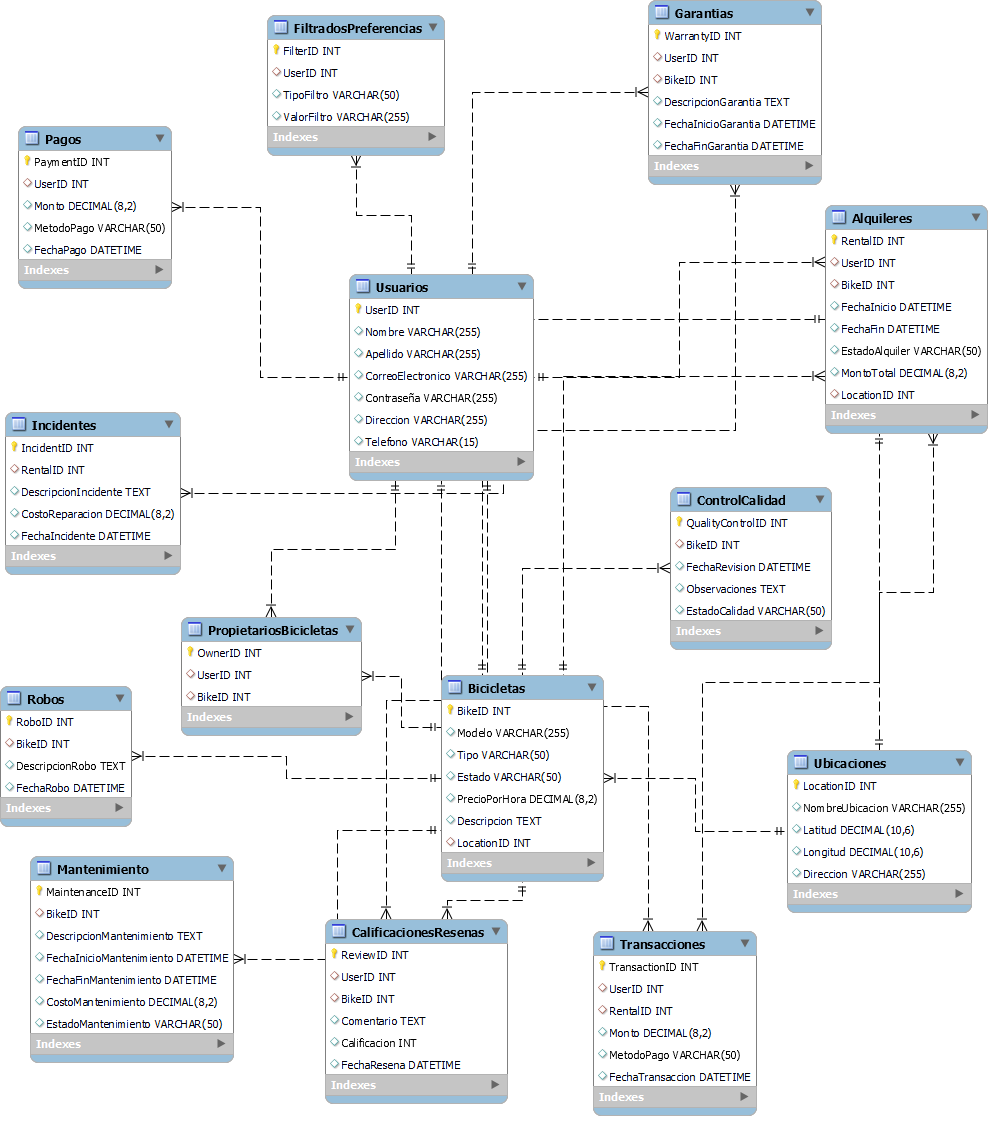 FiltradosPreferencias
FilterID INT
UserID INT
TipoFiltro VARCHAR(50)
ValorFiltro VARCHAR(255)
Indexes
Garantias
WarrantyID INT
UserID INT
BikeID INT
DescripcionGarantia TEXT
FechaInicioGarantia DATETIME
FechaFinGarantia DATETIME
Indexes
Pagos
PaymentID INT
UserID INT
Monto DECIMAL(8,2)
MetodoPago VARCHAR(50)
FechaPago DATETIME
Indexes
Alquileres
RentalID INT
UserID INT
BikeID INT
FechaInicio DATETIME
FechaFin DATETIME
EstadoAlquiler VARCHAR(50)
MontoTotal DECIMAL(8,2)
LocationID INT
Indexes
Usuarios
UserID INT
Nombre VARCHAR(255)
Apellido VARCHAR(255)
CorreoElectronico VARCHAR(255)
Contraseña VARCHAR(255)
Direccion VARCHAR(255)
Telefono VARCHAR(15)
Indexes
Incidentes
IncidentID INT
RentalID INT
DescripcionIncidente TEXT
CostoReparacion DECIMAL(8,2)
FechaIncidente DATETIME
Indexes
ControlCalidad
QualityControlID INT
BikeID INT
FechaRevision DATETIME
Observaciones TEXT
EstadoCalidad VARCHAR(50)
Indexes
PropietariosBicicletas
OwnerID INT
UserID INT
BikeID INT
Indexes
Robos
RoboID INT
BikeID INT
DescripcionRobo TEXT
FechaRobo DATETIME
Indexes
Bicicletas
BikeID INT
Modelo VARCHAR(255)
Tipo VARCHAR(50)
Estado VARCHAR(50)
PrecioPorHora DECIMAL(8,2)
Descripcion TEXT
LocationID INT
Indexes
Ubicaciones
LocationID INT
NombreUbicacion VARCHAR(255)
Latitud DECIMAL(10,6)
Longitud DECIMAL(10,6)
Direccion VARCHAR(255)
Indexes
Mantenimiento
MaintenanceID INT
BikeID INT
DescripcionMantenimiento TEXT
FechaInicioMantenimiento DATETIME
FechaFinMantenimiento DATETIME
CostoMantenimiento DECIMAL(8,2)
EstadoMantenimiento VARCHAR(50)
Indexes
CalificacionesResenas
ReviewID INT
UserID INT
BikeID INT
Comentario TEXT
Calificacion INT
FechaResena DATETIME
Indexes
Transacciones
TransactionID INT
UserID INT
RentalID INT
Monto DECIMAL(8,2)
MetodoPago VARCHAR(50)
FechaTransaccion DATETIME
Indexes